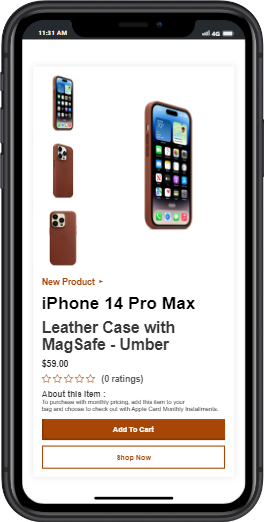 11:31 AM
4G
New Product ▸
iPhone 14 Pro Max
Leather Case with
MagSafe - Umber
$59.00
(0 ratings)
About this item :
To purchase with monthly pricing, add this item to your
bag and choose to check out with Apple Card Monthly Installments.
Add To Cart
Shop Now